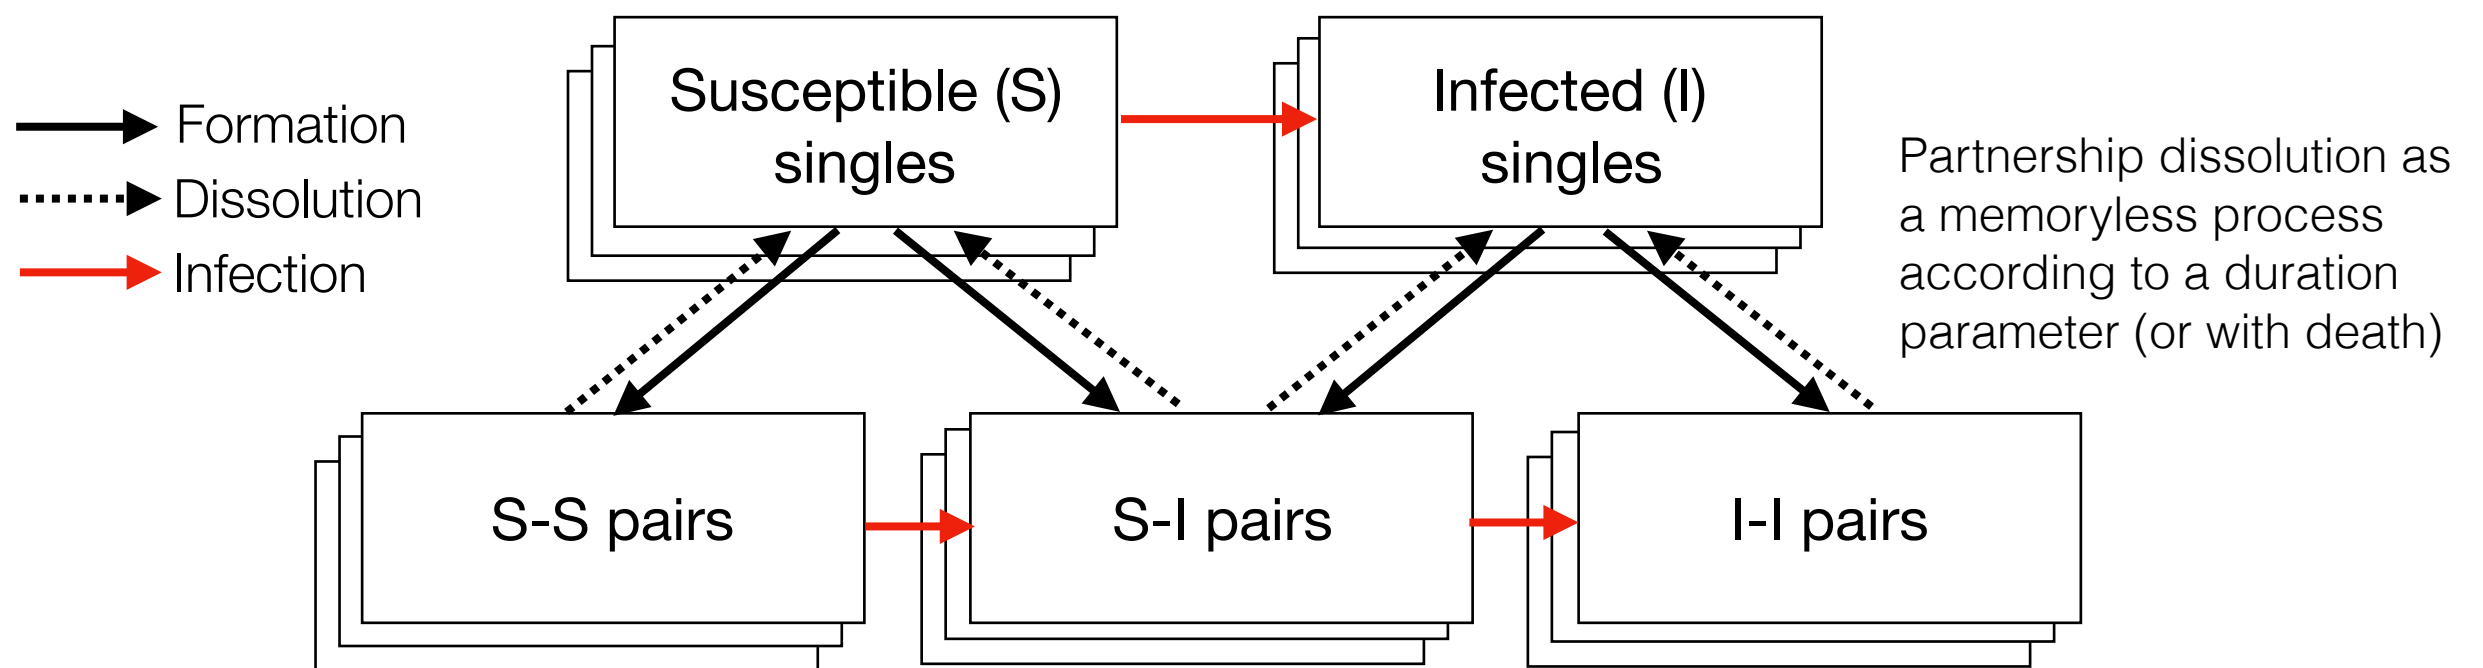 Formation
Dissolution
Infection
Susceptible (S)
singles
Infected (I)
singles
Partnership dissolution as
a memoryless process
according to a duration
parameter (or with death)
S-S pairs
S-I pairs
I-I pairs